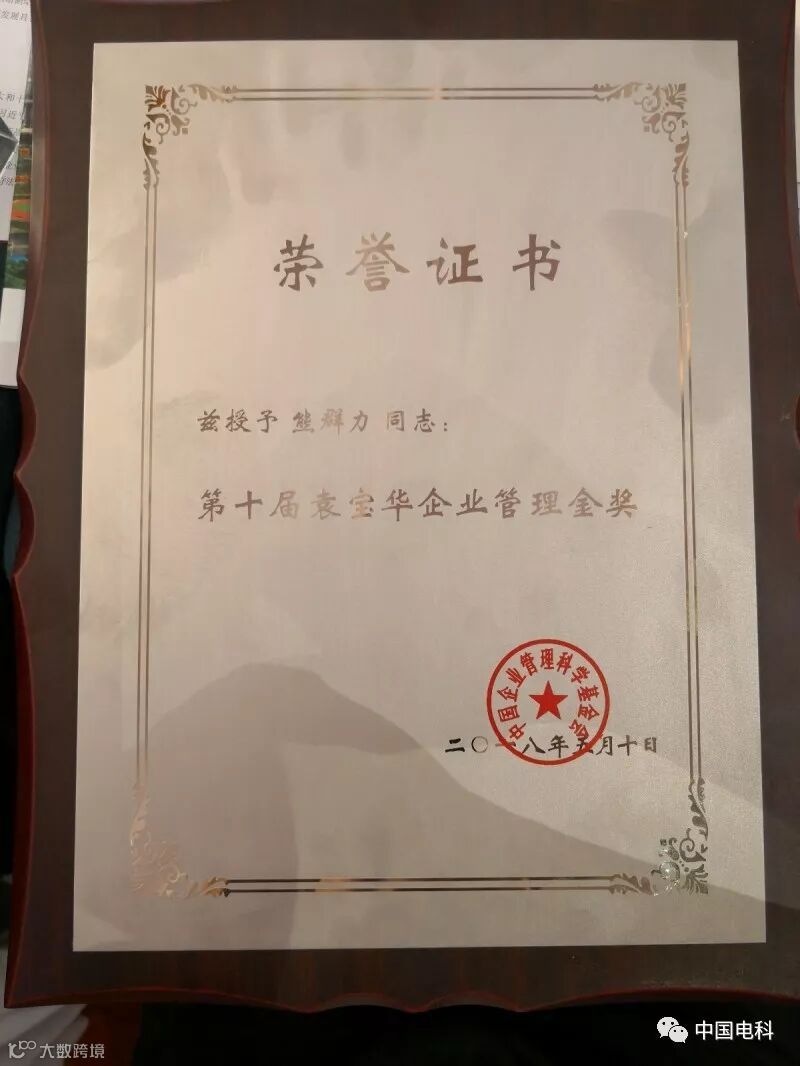 荣誉证书
兹授予 熊群力 同志：
第十届袁宝华企业管理金奖
中国企业管理科学基金会
二〇一八年五月十日
中国电科
大数跨境